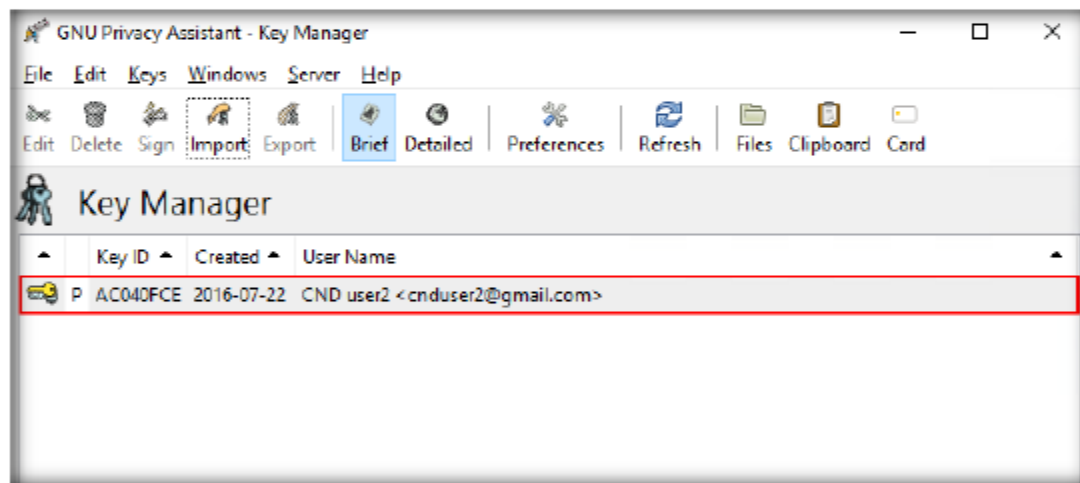 GNU Privacy Assistant - Key Manager
File Edit Keys Windows Server Help
Edit Delete Sign Import Export Brief Detailed Preferences Refresh Files Clipboard Card
Key Manager
Key ID Created User Name
P AC040FCE 2016-07-22 CND user2 <cnduser2@gmail.com>